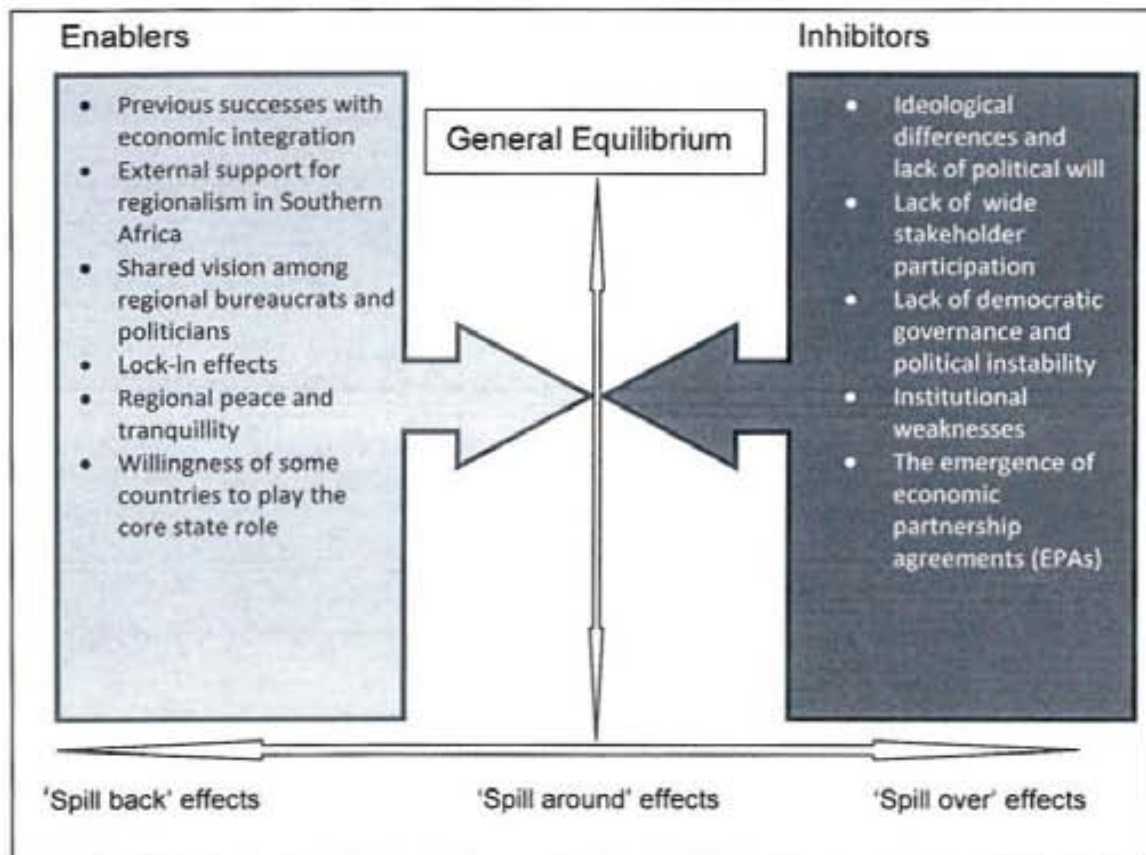 Enablers
• Previous successes with
economic integration
• External support for
regionalism in Southern
Africa
• Shared vision among
regional bureaucrats and
politicians
• Lock-in effects
• Regional peace and
tranquillity
• Willingness of some
countries to play the
core state role
General Equilibrium
Inhibitors
• Ideological
differences and
lack of political will
• Lack of wide
stakeholder
participation
• Lack of democratic
governance and
political instability
• Institutional
weaknesses
• The emergence of
economic
partnership
agreements (EPAs)
'Spill back' effects
'Spill around' effects
'Spill over' effects